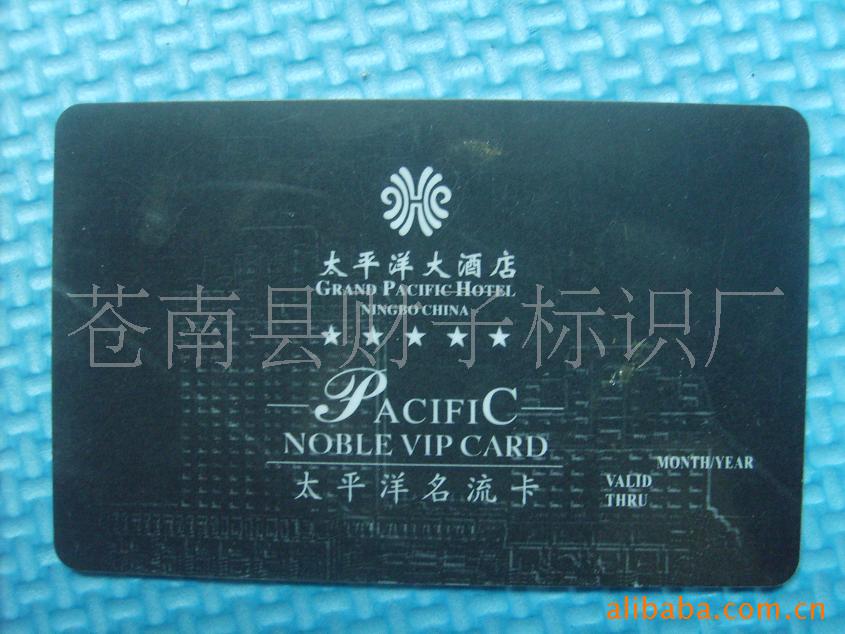 太平洋大酒店
GRAND PACIFIC HOTEL
NINGBO CHINA
苍南县财子标识厂
PACIFIC
NOBLE VIP CARD
太平洋名流卡
MONTH/YEAR
VALID
THRU
alibaba.com.cn